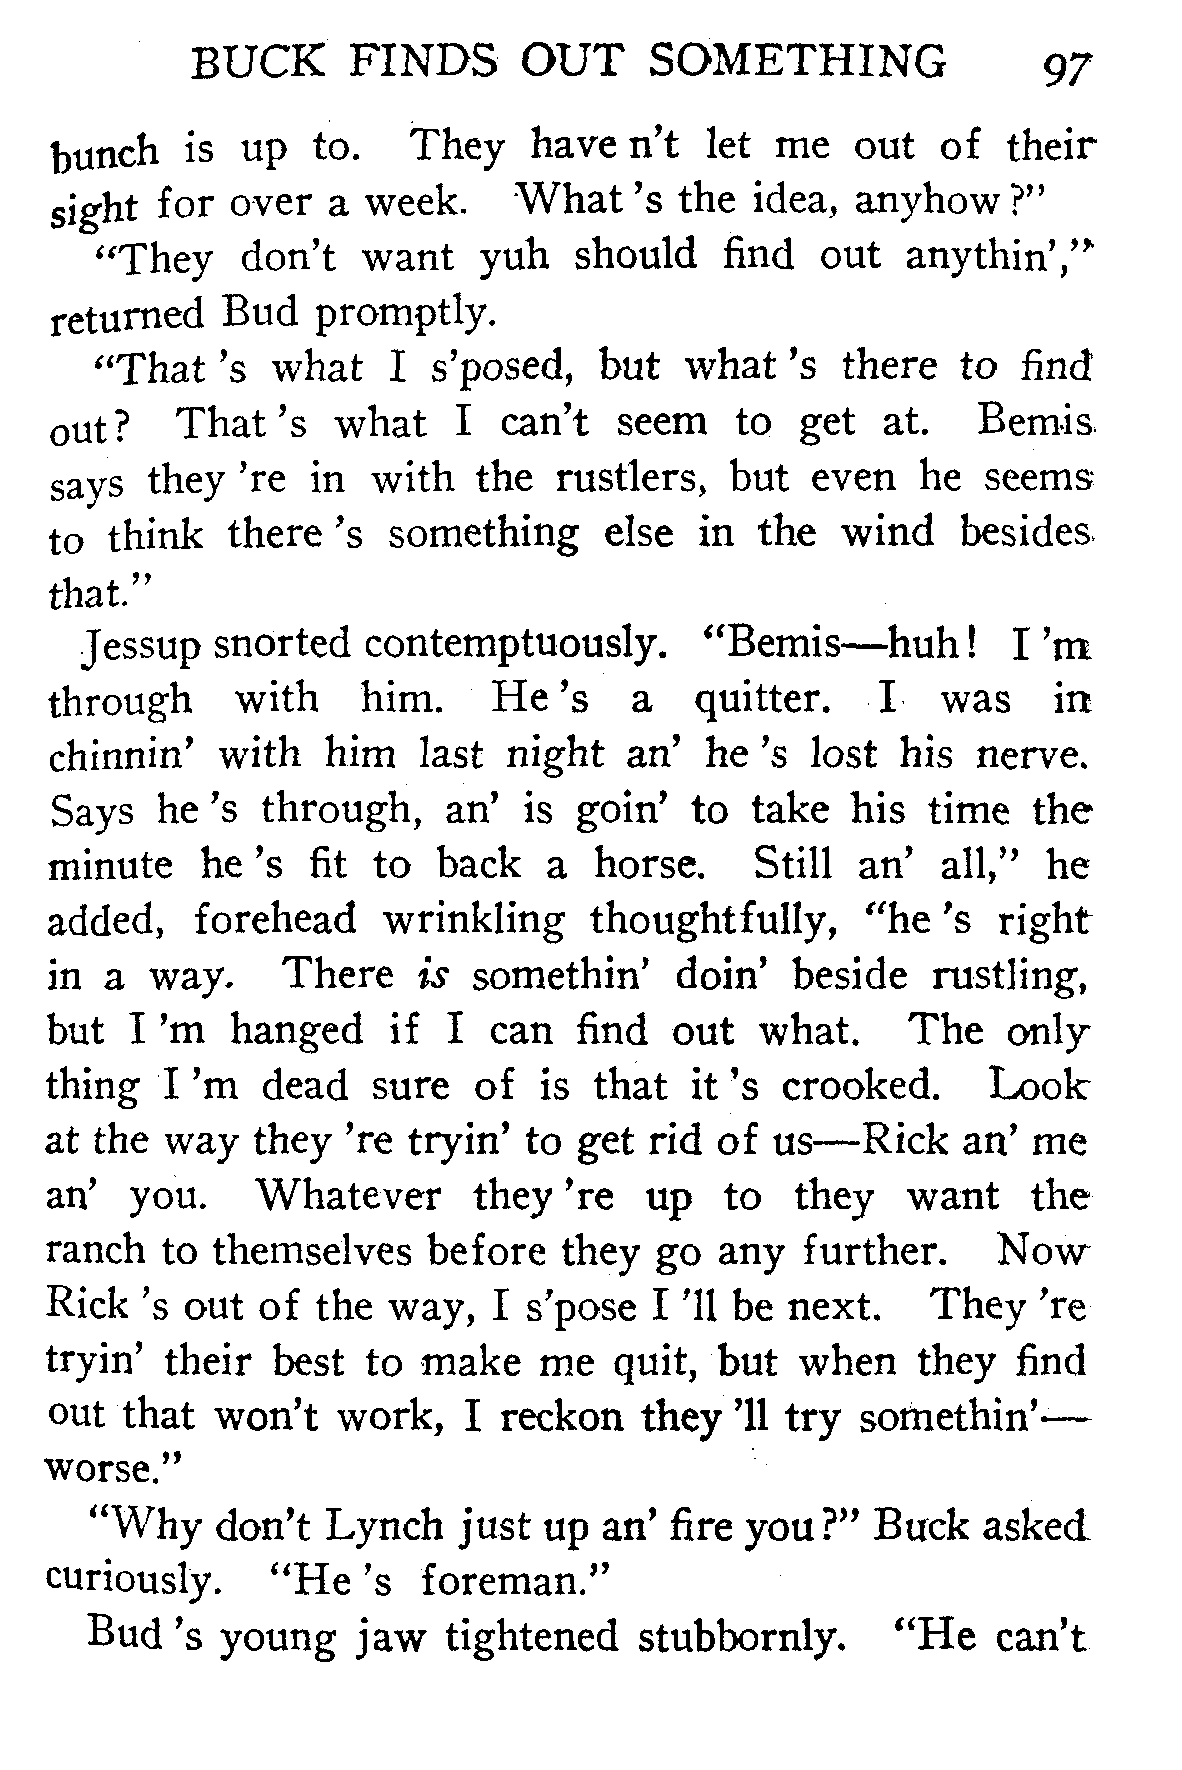 BUCK FINDS OUT SOMETHING 97
bunch is up to. They have n't let me out of their
sight for over a week. What 's the idea, anyhow?"
"They don't want yuh should find out anythin',"
returned Bud promptly.
"That 's what I s'posed, but what 's there to find
out? That 's what I can't seem to get at. Bemis
says they 're in with the rustlers, but even he seems
to think there 's something else in the wind besides
that."
Jessup snorted contemptuously. "Bemis—huh! I 'm
through with him. He 's a quitter. I was in
chinnin' with him last night an' he 's lost his nerve.
Says he 's through, an' is goin' to take his time the
minute he 's fit to back a horse. Still an' all," he
added, forehead wrinkling thoughtfully, "he 's right
in a way. There is somethin' doin' beside rustling,
but I 'm hanged if I can find out what. The only
thing I 'm dead sure of is that it 's crooked. Look
at the way they 're tryin' to get rid of us—Rick an' me
an' you. Whatever they 're up to they want the
ranch to themselves before they go any further. Now
Rick 's out of the way, I s'pose I 'll be next. They 're
tryin' their best to make me quit, but when they find
out that won't work, I reckon they 'll try somethin'—
worse."
"Why don't Lynch just up an' fire you?" Buck asked
curiously. "He 's foreman."
Bud 's young jaw tightened stubbornly. "He can't